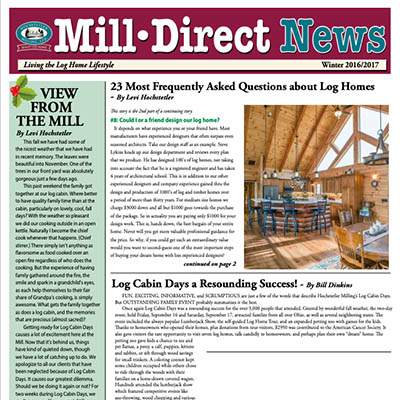 Mill•Direct News
Living the Log Home Lifestyle
Winter 2016/2017
VIEW
FROM THE
MILL
By Levi Hochstetler
This fall we have had some of
the nicest weather that we have had
in recent memory. The leaves were
beautiful into November. One of the
trees in our front yard was absolutely
gorgeous just a few days ago.
This past weekend the family got
together at our log cabin. Where better
to have quality family time than at the
cabin, particularly on lovely, cool, fall
days? With the weather so pleasant
we did our cooking outside in an open
kettle. Naturally I become the chief
cook whenever that happens. (Chief
stirrer.) There simply isn't anything as
flavorsome as food cooked over an
open fire regardless of who does the
cooking. But the experience of having
family gathered around the fire, the
smile and spark in a grandchild's eyes,
as each help themselves to their fair
share of Grandpa's cooking, is simply
awesome. What gets the family together
as does a log cabin, and the memories
that are precious (almost sacred)?
Getting ready for Log Cabin Days
causes a lot of excitement here at the
Mill. Now that it's behind us, things
have kind of quieted down, though
we have a lot of catching up to do. We
apologize to all our clients that have
been neglected because of Log Cabin
Days. It causes our greatest dilemma.
Should we be doing it again or not? For
two weeks during Log Cabin Days, we
23 Most Frequently Asked Questions about Log Homes
- By Levi Hochstetler
This story is the 2nd part of a continuing story.
#8: Could I or a friend design our log home?
It depends on what experience you or your friend have. Most
manufacturers have experienced designers that often surpass even
seasoned architects. Take our design staff as an example. Steve
Lykins heads up our design department and reviews every plan
that we produce. He has designed 100's of log homes, not taking
into account the fact that he is a registered engineer and has taken
4 years of architectural school. This is in addition to our other
experienced designers and company experience gained thru the
design and production of 1000's of log and timber homes over
a period of more than thirty years. For medium size homes we
charge $3000 down and all but $1000 goes towards the purchase
of the package. So in actuality you are paying only $1000 for your
design work. This is, hands down, the best bargain of your entire
home. Never will you get more valuable professional guidance for
the price. So why, if you could get such an extraordinary value
would you want to second-guess one of the most important steps
of buying your dream home with less experienced designers?
continued on page 2
Log Cabin Days a Resounding Success! - By Bill Dinkins
FUN, EXCITING, INFORMATIVE, and SCRUMPTIOUS are just a few of the words that describe Hochstetler Milling's Log Cabin Days.
But OUTSTANDING FAMILY EVENT probably summarizes it the best.
Once again Log Cabin Days was a resounding success for the over 3,000 people that attended. Graced by wonderful fall weather, the two-day
event, held Friday, September 16 and Saturday, September 17, attracted families from all over Ohio, as well as several neighboring states. The
event included the always popular Lumberjack Show, the self-guided Log Home Tour, and an expanded petting zoo with games for the kids.
Thanks to homeowners who opened their homes, plus donations from tour visitors, $2950 was contributed to the American Cancer Society. It
also gave visitors the rare opportunity to visit seven log homes, talk candidly to homeowners, and perhaps plan their own "dream" home. The
petting zoo gave kids a chance to see and
pet llamas, a pony, a calf, puppies, kittens
and rabbits, or sift through wood savings
for small trinkets. A coloring contest kept
some children occupied while others chose
to ride through the woods with their
families on a horse-drawn covered wagon.
Hundreds attended the lumberjack show
which featured competitive events like
axe-throwing, wood chopping and various